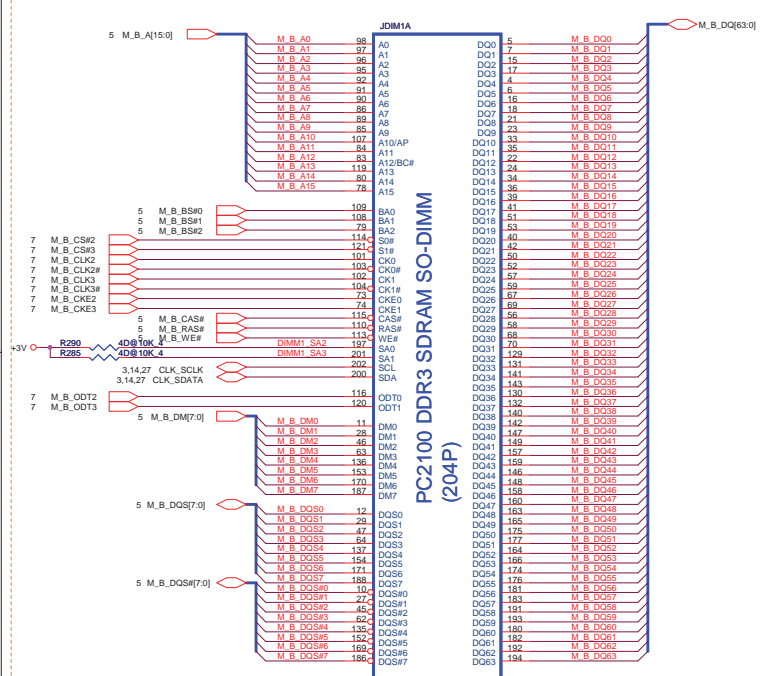 JDIM1A
5 M_B_A[15:0]
M_B_A0 98 A0
M_B_A1 97 A1
M_B_A2 96 A2
M_B_A3 95 A3
M_B_A4 92 A4
M_B_A5 91 A5
M_B_A6 90 A6
M_B_A7 86 A7
M_B_A8 89 A8
M_B_A9 85 A9
M_B_A10 107 A10/AP
M_B_A11 84 A11
M_B_A12 83 A12/BC#
M_B_A13 119 A13
M_B_A14 80 A14
M_B_A15 78 A15
5 M_B_BS#0 109 BA0
5 M_B_BS#1 108 BA1
5 M_B_BS#2 79 BA2
7 M_B_CS#2 114 S0#
7 M_B_CS#3 121 S1#
7 M_B_CLK2 101 CK0
7 M_B_CLK2# 103 CK0#
7 M_B_CLK3 102 CK1
7 M_B_CLK3# 104 CK1#
7 M_B_CKE2 73 CKE0
7 M_B_CKE3 74 CKE1
5 M_B_CAS# 115 CAS#
5 M_B_RAS# 110 RAS#
5 M_B_WE# 113 WE#
+3V R290 4D@10K_4 DIMM1_SA2 197 SA0
R285 4D@10K_4 DIMM1_SA3 201 SA1
3,14,27 CLK_SCLK 202 SCL
3,14,27 CLK_SDATA 200 SDA
7 M_B_ODT2 116 ODT0
7 M_B_ODT3 120 ODT1
5 M_B_DM[7:0]
M_B_DM0 11 DM0
M_B_DM1 28 DM1
M_B_DM2 46 DM2
M_B_DM3 63 DM3
M_B_DM4 136 DM4
M_B_DM5 153 DM5
M_B_DM6 170 DM6
M_B_DM7 187 DM7
5 M_B_DQS[7:0]
M_B_DQS0 12 DQS0
M_B_DQS1 29 DQS1
M_B_DQS2 47 DQS2
M_B_DQS3 64 DQS3
M_B_DQS4 137 DQS4
M_B_DQS5 154 DQS5
M_B_DQS6 171 DQS6
M_B_DQS7 188 DQS7
5 M_B_DQS#[7:0]
M_B_DQS#0 10 DQS#0
M_B_DQS#1 27 DQS#1
M_B_DQS#2 45 DQS#2
M_B_DQS#3 62 DQS#3
M_B_DQS#4 135 DQS#4
M_B_DQS#5 152 DQS#5
M_B_DQS#6 169 DQS#6
M_B_DQS#7 186 DQS#7
PC2100 DDR3 SDRAM SO-DIMM
(204P)
M_B_DQ[63:0]
DQ0 5 M_B_DQ0
DQ1 7 M_B_DQ1
DQ2 15 M_B_DQ2
DQ3 17 M_B_DQ3
DQ4 4 M_B_DQ4
DQ5 6 M_B_DQ5
DQ6 16 M_B_DQ6
DQ7 18 M_B_DQ7
DQ8 21 M_B_DQ8
DQ9 23 M_B_DQ9
DQ10 33 M_B_DQ10
DQ11 35 M_B_DQ11
DQ12 22 M_B_DQ12
DQ13 24 M_B_DQ13
DQ14 34 M_B_DQ14
DQ15 36 M_B_DQ15
DQ16 39 M_B_DQ16
DQ17 41 M_B_DQ17
DQ18 51 M_B_DQ18
DQ19 53 M_B_DQ19
DQ20 40 M_B_DQ20
DQ21 42 M_B_DQ21
DQ22 50 M_B_DQ22
DQ23 52 M_B_DQ23
DQ24 57 M_B_DQ24
DQ25 59 M_B_DQ25
DQ26 67 M_B_DQ26
DQ27 69 M_B_DQ27
DQ28 56 M_B_DQ28
DQ29 58 M_B_DQ29
DQ30 68 M_B_DQ30
DQ31 70 M_B_DQ31
DQ32 129 M_B_DQ32
DQ33 131 M_B_DQ33
DQ34 141 M_B_DQ34
DQ35 143 M_B_DQ35
DQ36 130 M_B_DQ36
DQ37 132 M_B_DQ37
DQ38 140 M_B_DQ38
DQ39 142 M_B_DQ39
DQ40 147 M_B_DQ40
DQ41 149 M_B_DQ41
DQ42 157 M_B_DQ42
DQ43 159 M_B_DQ43
DQ44 146 M_B_DQ44
DQ45 148 M_B_DQ45
DQ46 158 M_B_DQ46
DQ47 160 M_B_DQ47
DQ48 163 M_B_DQ48
DQ49 165 M_B_DQ49
DQ50 175 M_B_DQ50
DQ51 177 M_B_DQ51
DQ52 164 M_B_DQ52
DQ53 166 M_B_DQ53
DQ54 174 M_B_DQ54
DQ55 176 M_B_DQ55
DQ56 181 M_B_DQ56
DQ57 183 M_B_DQ57
DQ58 191 M_B_DQ58
DQ59 193 M_B_DQ59
DQ60 180 M_B_DQ60
DQ61 182 M_B_DQ61
DQ62 192 M_B_DQ62
DQ63 194 M_B_DQ63